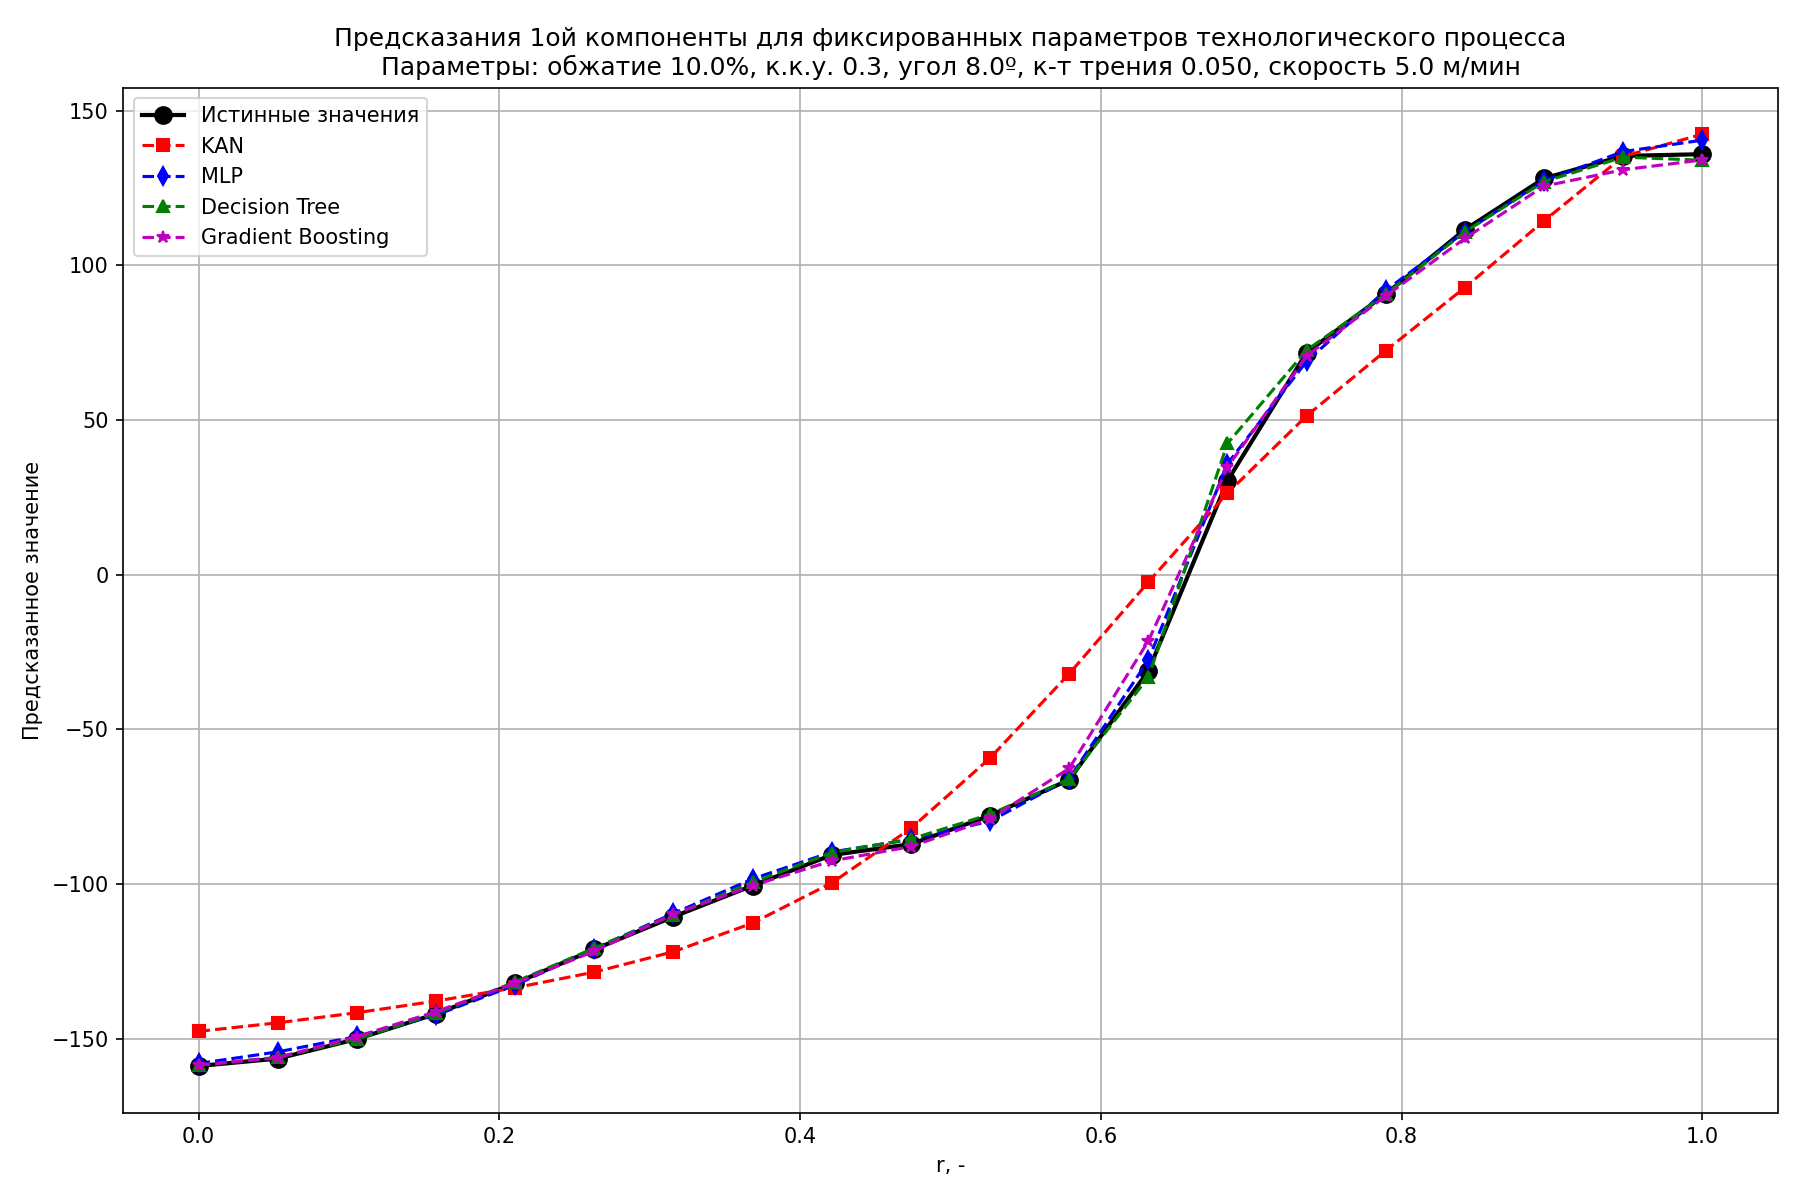 Предсказания 1ой компоненты для фиксированных параметров технологического процесса
Параметры: обжатие 10.0%, к.к.у. 0.3, угол 8.0º, к-т трения 0.050, скорость 5.0 м/мин
Истинные значения
KAN
MLP
Decision Tree
Gradient Boosting
Предсказанное значение
150
100
50
0
−50
−100
−150
0.0
0.2
0.4
0.6
0.8
1.0
r, -